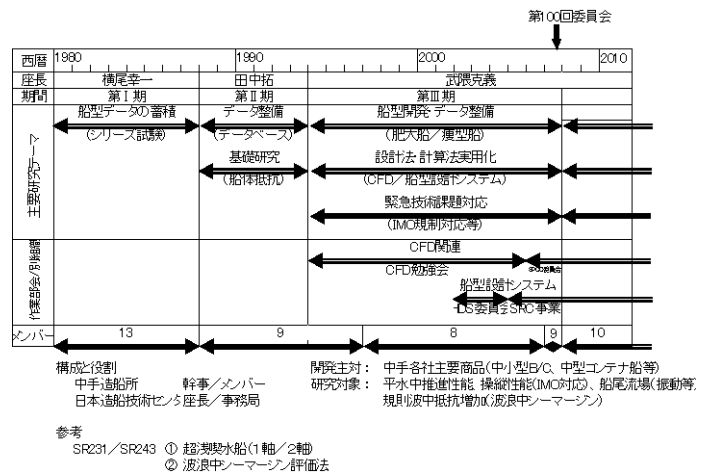 第100回委員会
西暦 1980 1990 2000 2010
座長 横尾幸一 田中拓 武隈克義
期間 第Ⅰ期 第Ⅱ期 第Ⅲ期
主要研究テーマ
船型データの蓄積 データ整備 船型開発・データ整備
(シリーズ試験) (データベース) (肥大船／痩型船)
基礎研究 設計法・計算法実用化
(船体抵抗) (CFD／船型設計システム)
緊急技術課題対応
(IMO規制対応等)
作業部会/別組織
CFD関連
CFD勉強会
船型設計システム
HLDS委員会 SRC事業
メンバー 13 9 8 9 10
構成と役割 開発主対： 中手各社主要商品(中小型B/C、中型コンテナ船等)
中手造船所 幹事／メンバー 研究対象： 平水中推進性能、操縦性能(IMO対応)、船尾流場(振動等)
日本造船技術センタ 座長／事務局 規則波中抵抗増加(波浪中シーマージン)
参考
SR231／SR243 ① 超浅喫水船(1軸／2軸)
② 波浪中シーマージン評価法